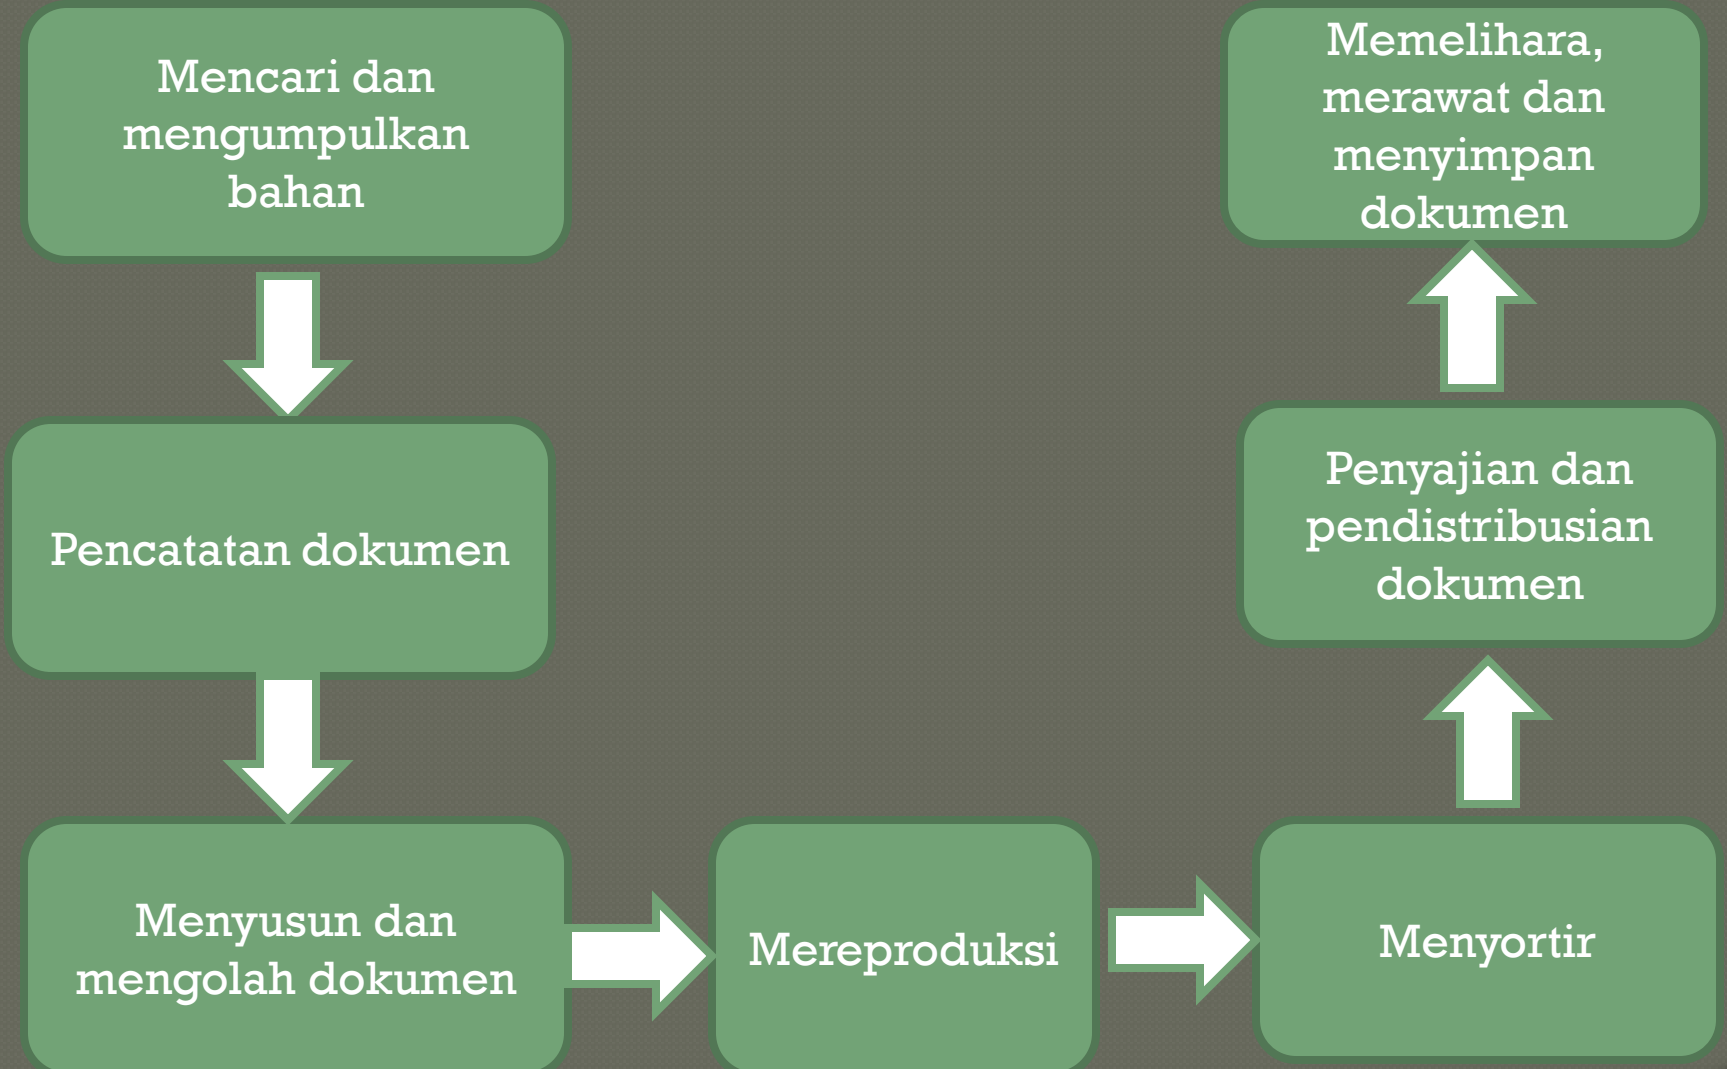 Mencari dan
mengumpulkan
bahan
Pencatatan dokumen
Menyusun dan
mengolah dokumen
Mereproduksi
Menyortir
Penyajian dan
pendistribusian
dokumen
Memelihara,
merawat dan
menyimpan
dokumen